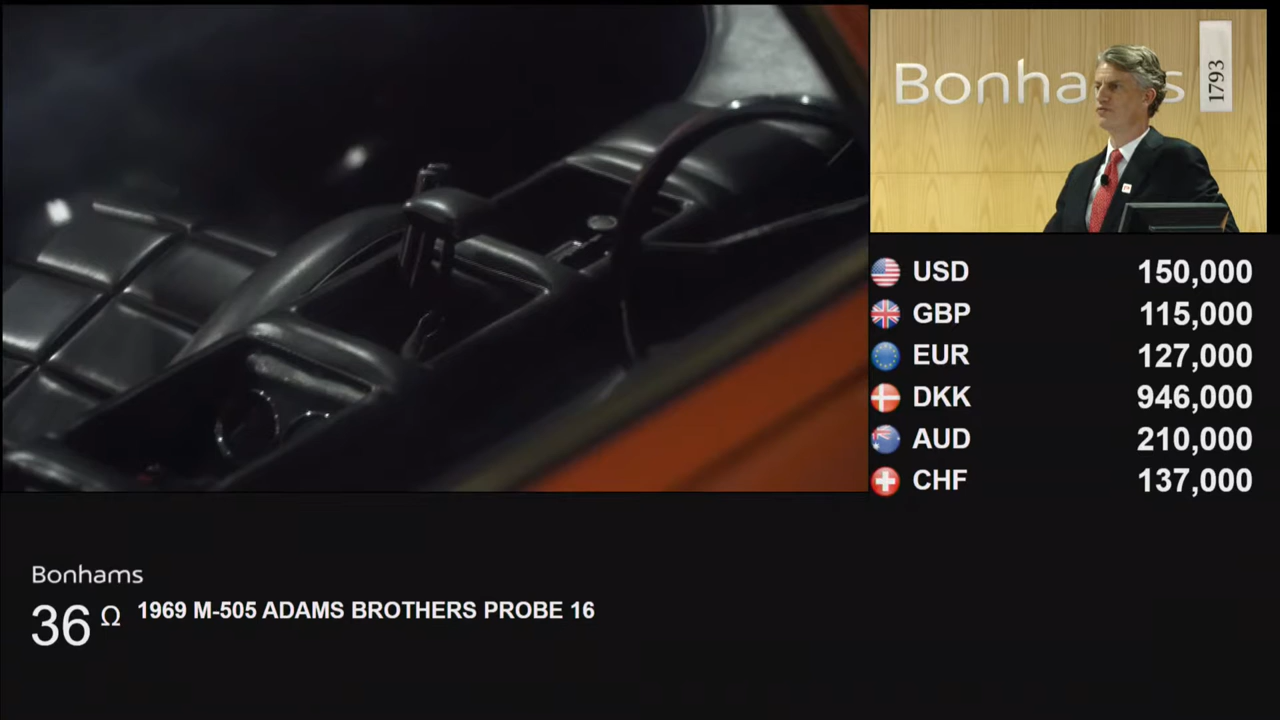 Bonhams
1793
USD 150,000
GBP 115,000
EUR 127,000
DKK 946,000
AUD 210,000
CHF 137,000
Bonhams
36 Ω 1969 M-505 ADAMS BROTHERS PROBE 16